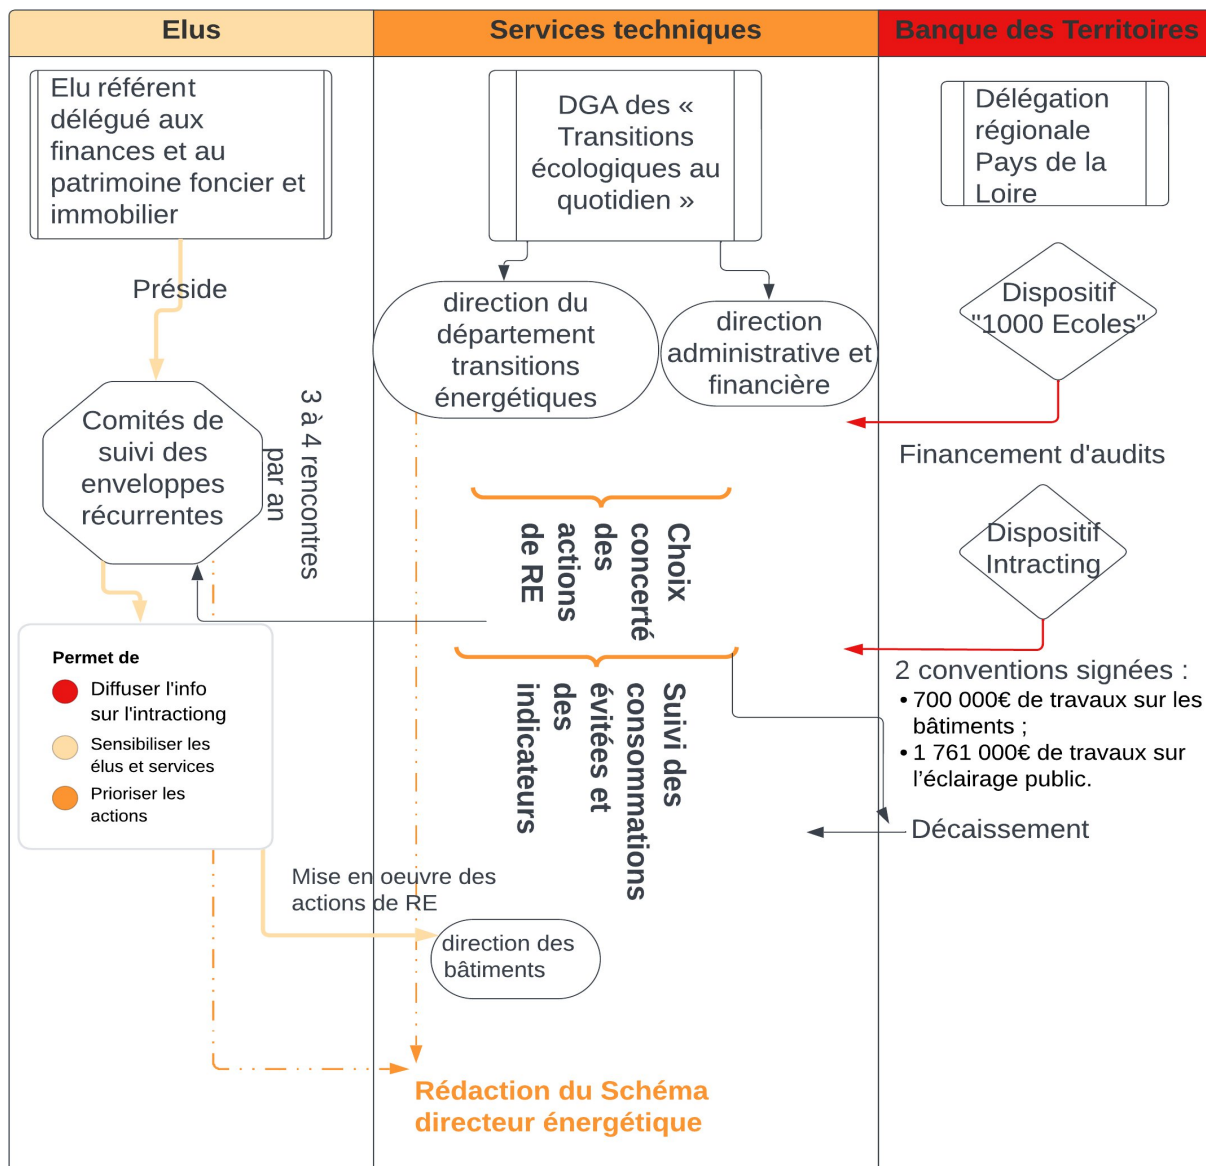 Elus
Services techniques
Banque des Territoires
Elu référent
délégué aux
finances et au
patrimoine foncier et
immobilier
Préside
Comités de
suivi des
enveloppes
récurrentes
3 à 4 rencontres
par an
Permet de
Diffuser l'info
sur l'intractiong
Sensibiliser les
élus et services
Prioriser les
actions
DGA des «
Transitions
écologiques au
quotidien »
direction du
département
transitions
énergétiques
direction
administrative et
financière
Choix
concerté
des
actions
de RE
Suivi des
consommations
évitées et
des
indicateurs
Mise en oeuvre des
actions de RE
direction des
bâtiments
Rédaction du Schéma
directeur énergétique
Délégation
régionale
Pays de la
Loire
Dispositif
"1000 Ecoles"
Financement d'audits
Dispositif
Intracting
2 conventions signées :
• 700 000€ de travaux sur les
bâtiments ;
• 1 761 000€ de travaux sur
l’éclairage public.
Décaissement